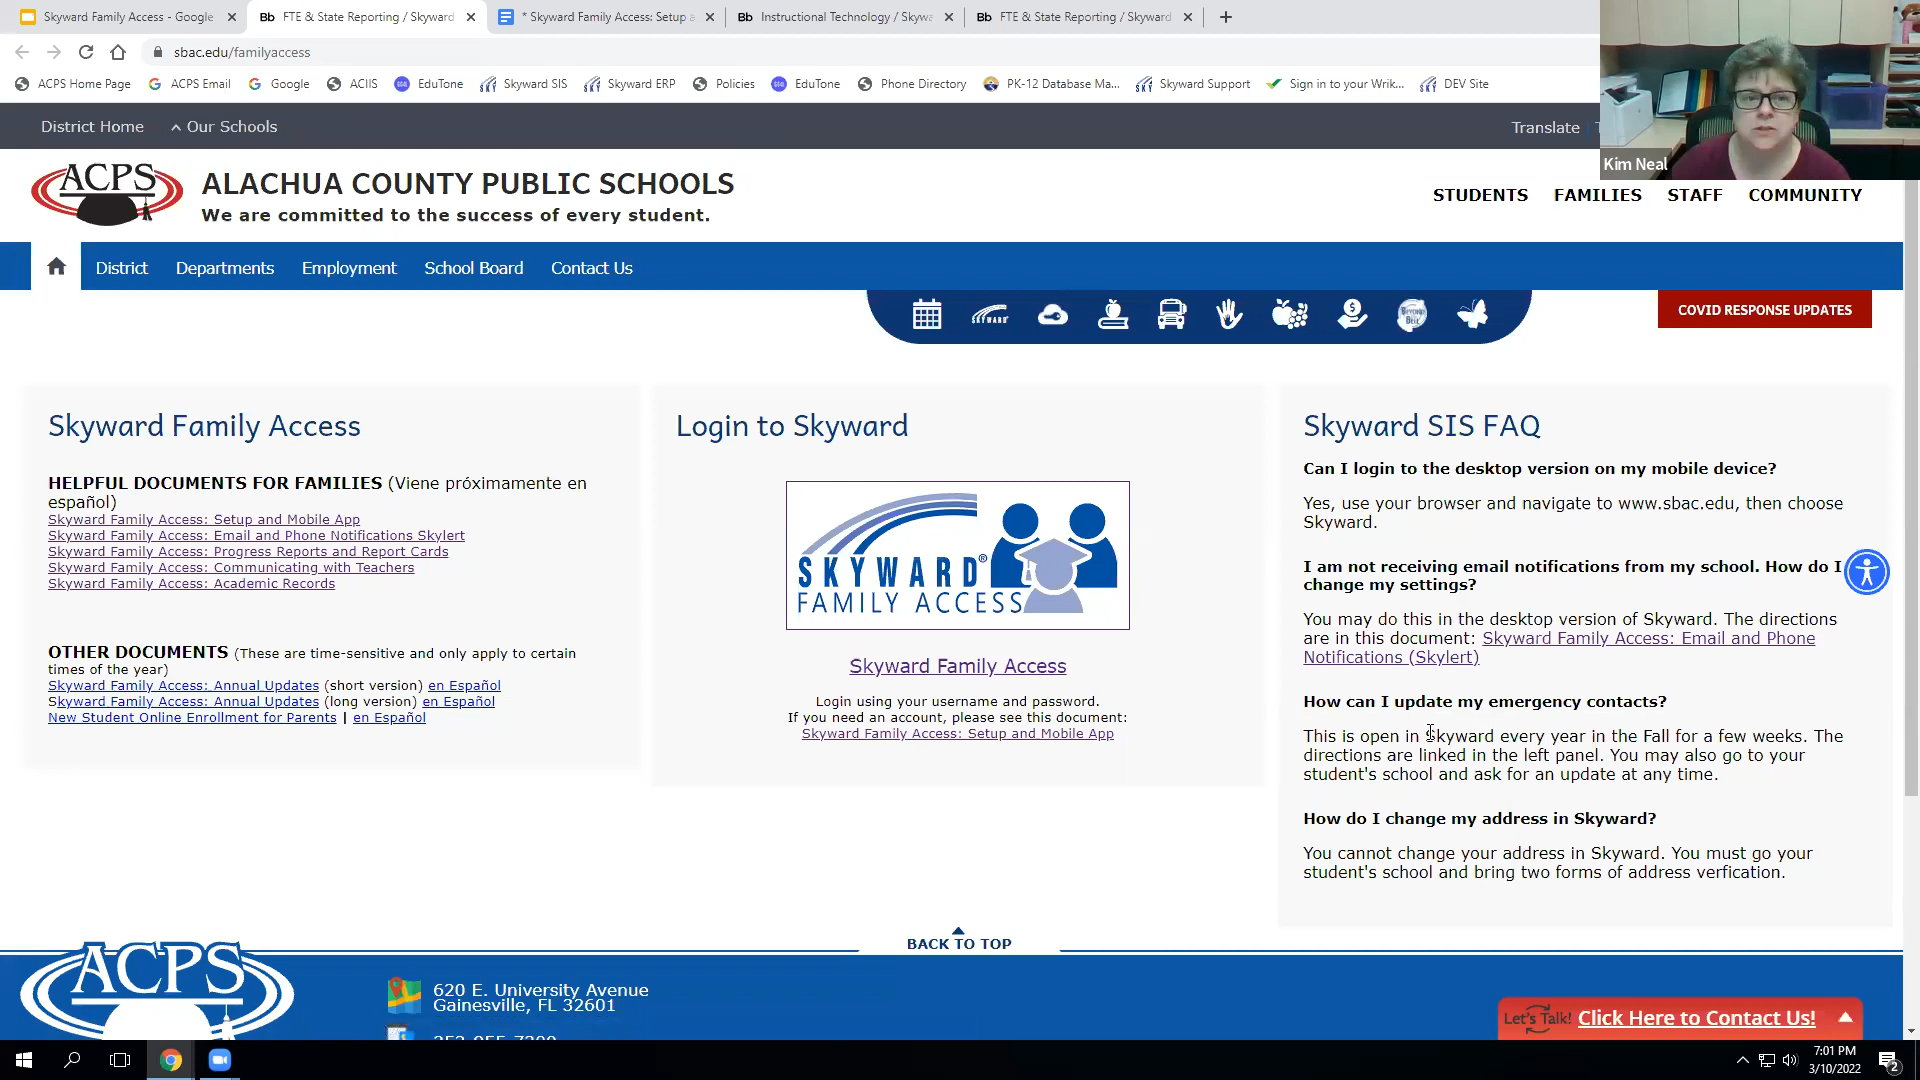 Skyward Family Access - Google
FTE & State Reporting / Skyward
* Skyward Family Access: Setup a
Instructional Technology / Skywa
FTE & State Reporting / Skyward
sbac.edu/familyaccess
ACPS Home Page
ACPS Email
Google
ACIIS
EduTone
Skyward SIS
Skyward ERP
Policies
EduTone
Phone Directory
PK-12 Database Ma...
Skyward Support
Sign in to your Wrik...
DEV Site
Kim Neal
District Home
Our Schools
Translate
ACPS
ALACHUA COUNTY PUBLIC SCHOOLS
We are committed to the success of every student.
STUDENTS FAMILIES STAFF COMMUNITY
District Departments Employment School Board Contact Us
SKYWARD
COVID RESPONSE UPDATES
Skyward Family Access
HELPFUL DOCUMENTS FOR FAMILIES (Viene próximamente en
español)
Skyward Family Access: Setup and Mobile App
Skyward Family Access: Email and Phone Notifications Skylert
Skyward Family Access: Progress Reports and Report Cards
Skyward Family Access: Communicating with Teachers
Skyward Family Access: Academic Records
OTHER DOCUMENTS (These are time-sensitive and only apply to certain
times of the year)
Skyward Family Access: Annual Updates (short version) en Español
Skyward Family Access: Annual Updates (long version) en Español
New Student Online Enrollment for Parents | en Español
Login to Skyward
SKYWARD®
FAMILY ACCESS
Skyward Family Access
Login using your username and password.
If you need an account, please see this document:
Skyward Family Access: Setup and Mobile App
Skyward SIS FAQ
Can I login to the desktop version on my mobile device?
Yes, use your browser and navigate to www.sbac.edu, then choose
Skyward.
I am not receiving email notifications from my school. How do I
change my settings?
You may do this in the desktop version of Skyward. The directions
are in this document: Skyward Family Access: Email and Phone
Notifications (Skylert)
How can I update my emergency contacts?
This is open in Skyward every year in the Fall for a few weeks. The
directions are linked in the left panel. You may also go to your
student's school and ask for an update at any time.
How do I change my address in Skyward?
You cannot change your address in Skyward. You must go your
student's school and bring two forms of address verfication.
BACK TO TOP
ACPS
620 E. University Avenue
Gainesville, FL 32601
Let's Talk! Click Here to Contact Us!
7:01 PM
3/10/2022
2